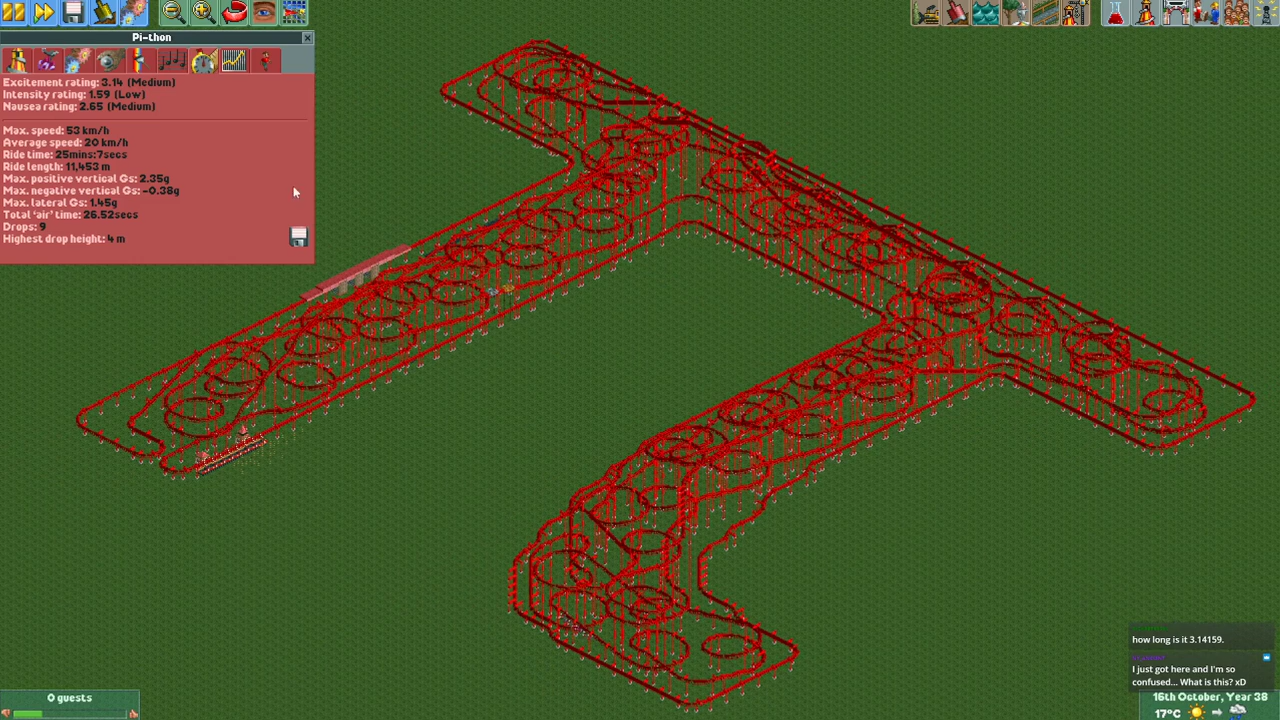 Pi-thon
Excitement rating: 3.14 (Medium)
Intensity rating: 1.59 (Low)
Nausea rating: 2.65 (Medium)
Max. speed: 53 km/h
Average speed: 20 km/h
Ride time: 25mins:7secs
Ride length: 11,453 m
Max. positive vertical Gs: 2.35g
Max. negative vertical Gs: -0.38g
Max. lateral Gs: 1.45g
Total 'air' time: 26.52secs
Drops: 9
Highest drop height: 4 m
how long is it 3.14159.
I just got here and I'm so
confused... What is this? xD
0 guests
16th October, Year 38
17°C